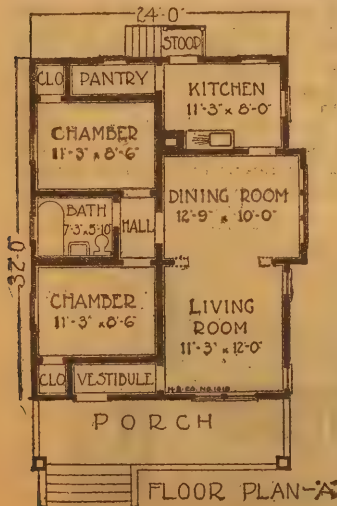 24'-0"
STOOP
CLO
PANTRY
KITCHEN
11'-3" x 8'-0"
CHAMBER
11'-3" x 8'-6"
DINING ROOM
12'-9" x 10'-0"
BATH
7'-3" x 5'-10"
HALL
32'-0"
CHAMBER
11'-3" x 8'-6"
LIVING
ROOM
11'-3" x 12'-0"
CLO
VESTIBULE
PORCH
FLOOR PLAN-"A"